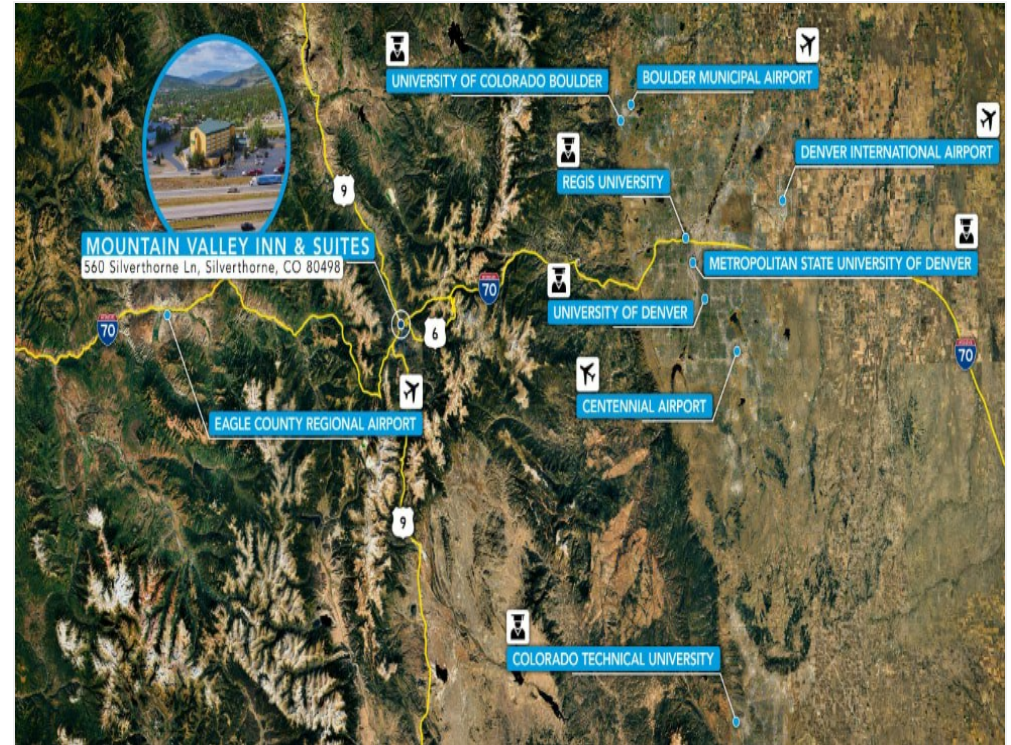 UNIVERSITY OF COLORADO BOULDER
BOULDER MUNICIPAL AIRPORT
DENVER INTERNATIONAL AIRPORT
REGIS UNIVERSITY
9
MOUNTAIN VALLEY INN & SUITES
560 Silverthorne Ln, Silverthorne, CO 80498
METROPOLITAN STATE UNIVERSITY OF DENVER
70
UNIVERSITY OF DENVER
70
6
70
CENTENNIAL AIRPORT
EAGLE COUNTY REGIONAL AIRPORT
9
COLORADO TECHNICAL UNIVERSITY